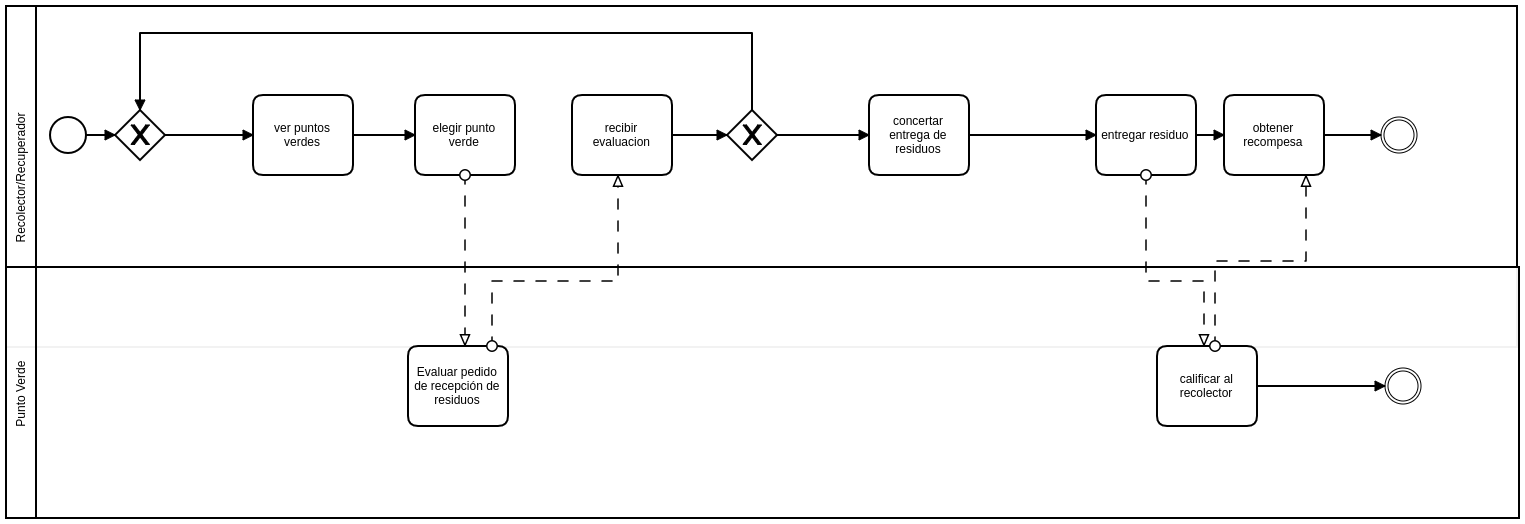 Recolector/Recuperador
ver puntos
verdes
elegir punto
verde
recibir
evaluacion
concertar
entrega de
residuos
entregar residuo
obtener
recompesa
Punto Verde
Evaluar pedido
de recepción de
residuos
calificar al
recolector